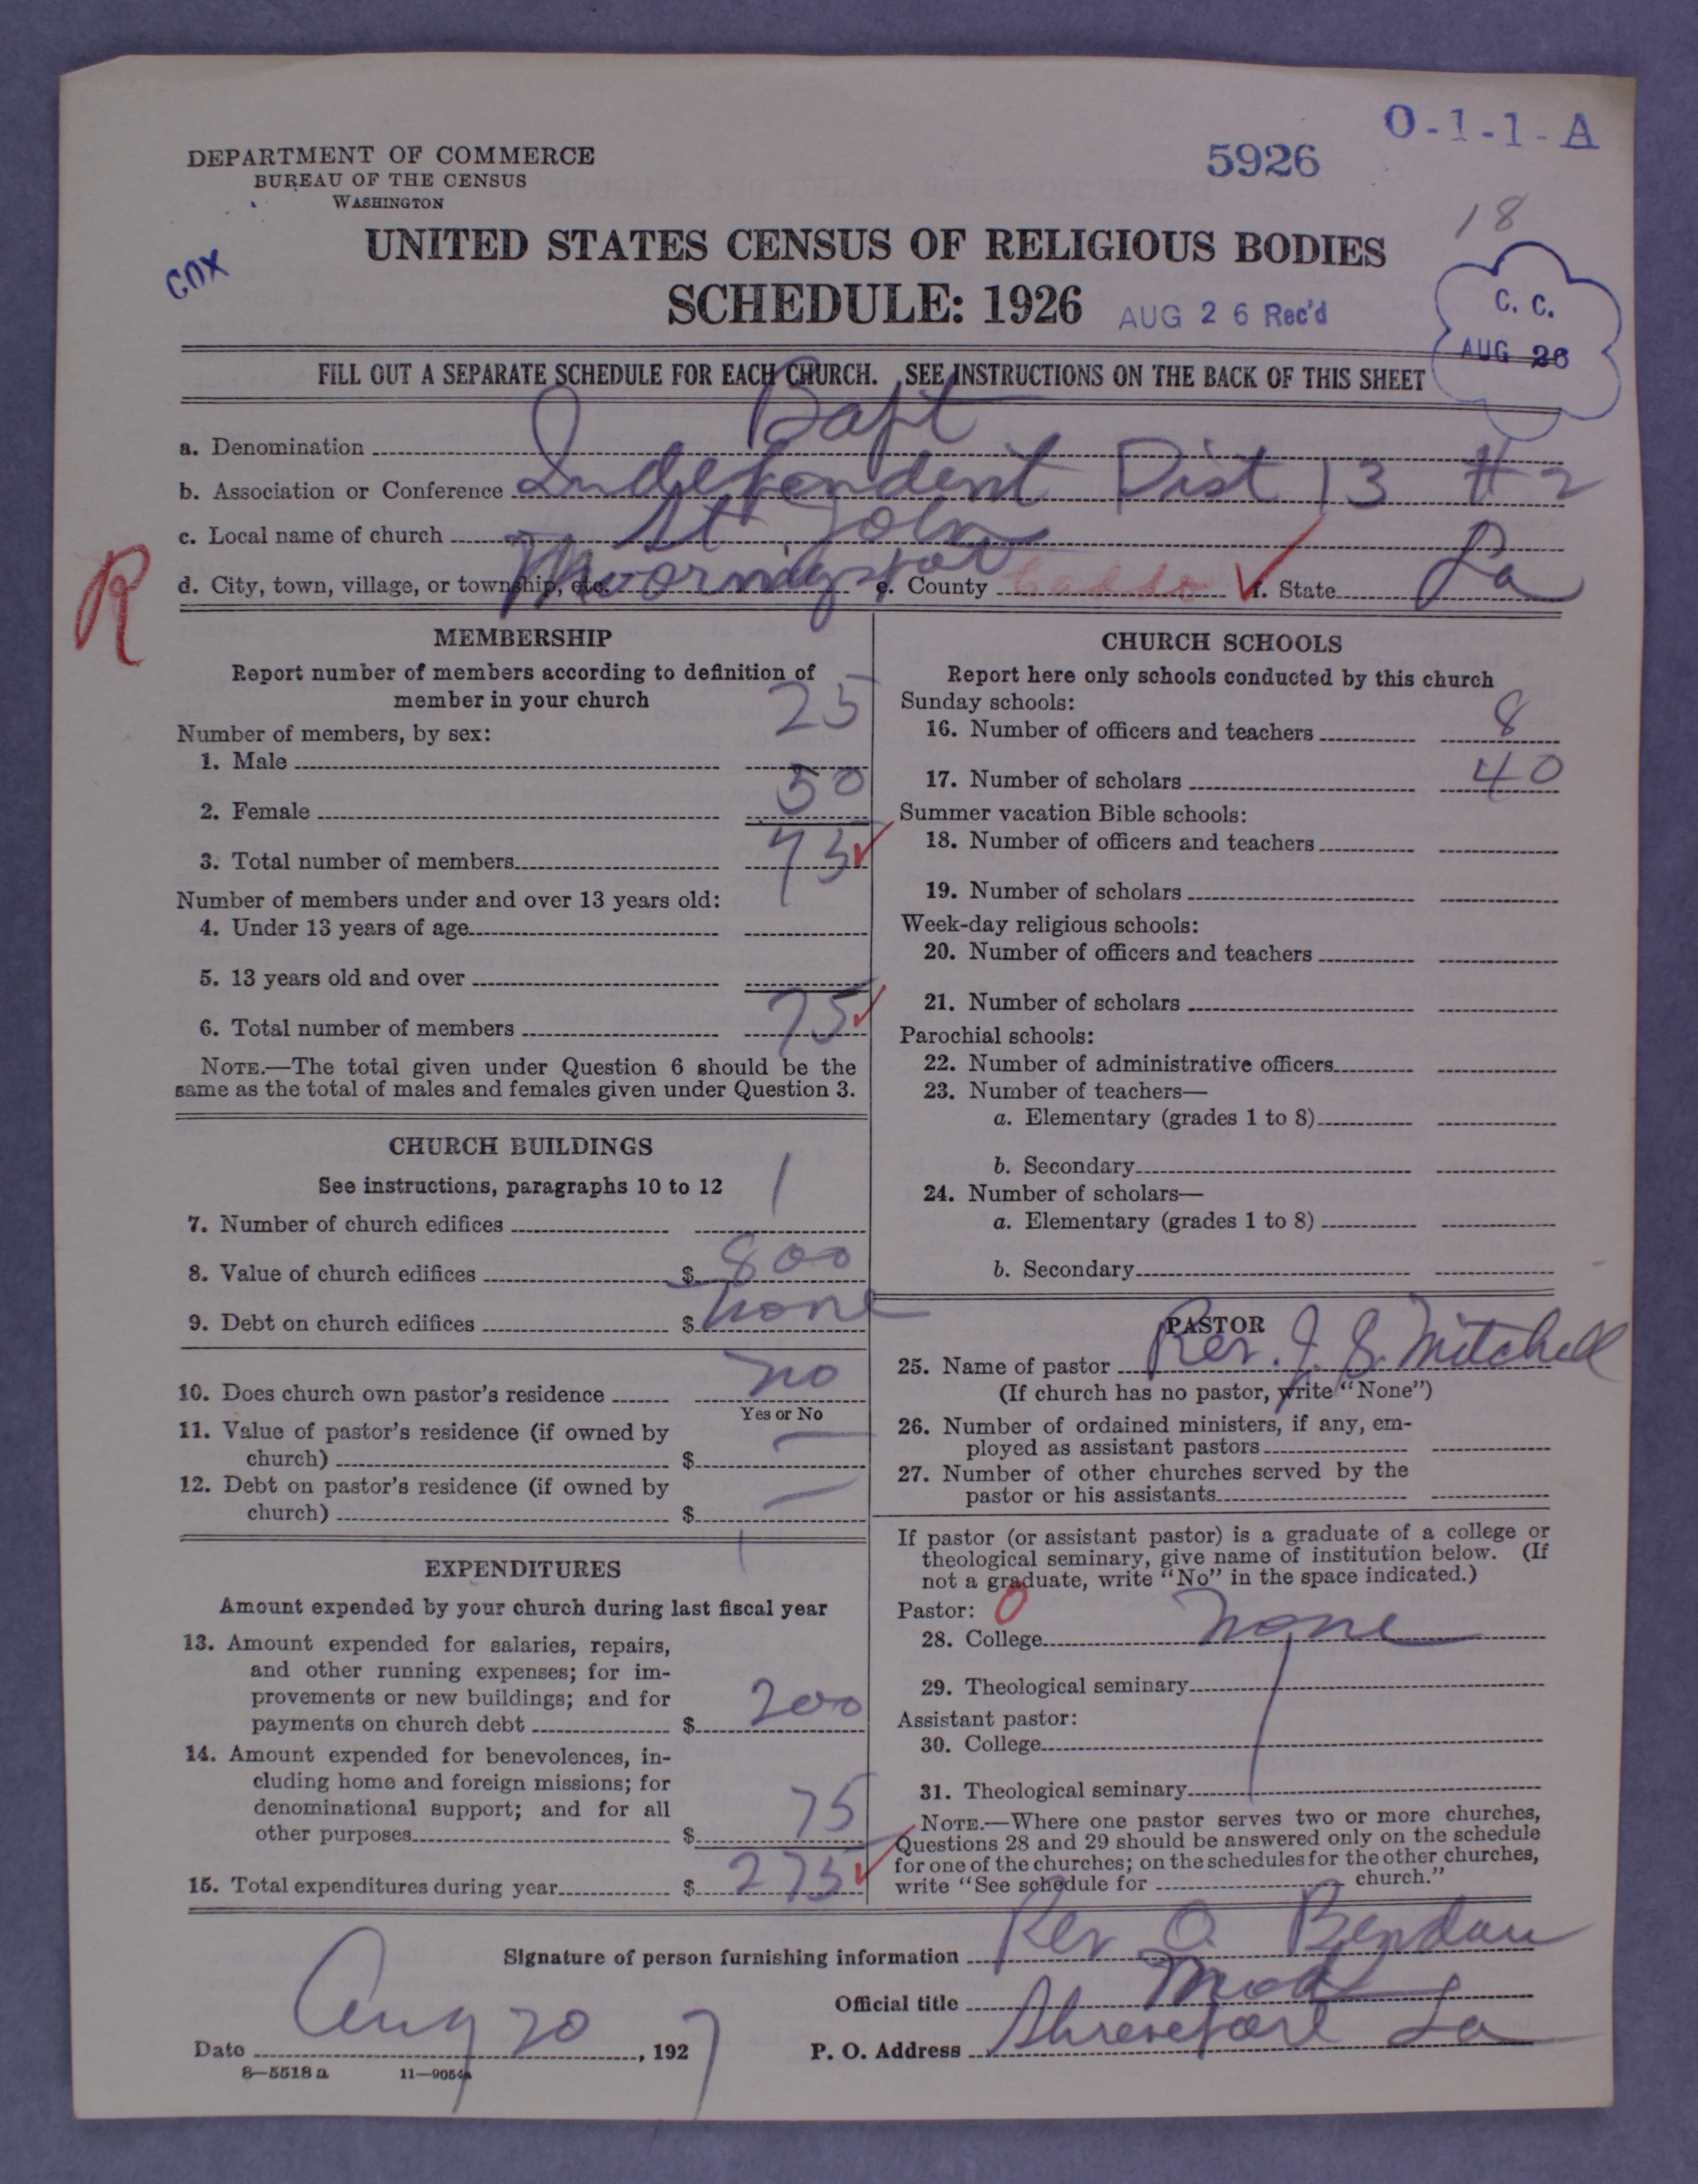 O-1-1-A
5926
DEPARTMENT OF COMMERCE
BUREAU OF THE CENSUS
WASHINGTON
18
UNITED STATES CENSUS OF RELIGIOUS BODIES
COX
SCHEDULE: 1926
AUG 26 Rec'd
C. C.
AUG 26
FILL OUT A SEPARATE SCHEDULE FOR EACH CHURCH. SEE INSTRUCTIONS ON THE BACK OF THIS SHEET
a. Denomination Bapt
b. Association or Conference Independent Dist 13 #2
c. Local name of church St John
R
d. City, town, village, or township, etc. e. County Caddo f. State La
MEMBERSHIP
Report number of members according to definition of
member in your church
Number of members, by sex:
1. Male 25
2. Female 50
3. Total number of members 75
Number of members under and over 13 years old:
4. Under 13 years of age
5. 13 years old and over
6. Total number of members 75
NOTE.—The total given under Question 6 should be the
same as the total of males and females given under Question 3.
CHURCH BUILDINGS
See instructions, paragraphs 10 to 12
7. Number of church edifices 1
8. Value of church edifices $ 800
9. Debt on church edifices $ None
10. Does church own pastor's residence No
Yes or No
11. Value of pastor's residence (if owned by
church) $ —
12. Debt on pastor's residence (if owned by
church) $ —
EXPENDITURES
Amount expended by your church during last fiscal year
13. Amount expended for salaries, repairs,
and other running expenses; for im-
provements or new buildings; and for
payments on church debt $ 200
14. Amount expended for benevolences, in-
cluding home and foreign missions; for
denominational support; and for all
other purposes $ 75
15. Total expenditures during year $ 275
CHURCH SCHOOLS
Report here only schools conducted by this church
Sunday schools:
16. Number of officers and teachers 8
17. Number of scholars 40
Summer vacation Bible schools:
18. Number of officers and teachers
19. Number of scholars
Week-day religious schools:
20. Number of officers and teachers
21. Number of scholars
Parochial schools:
22. Number of administrative officers
23. Number of teachers—
a. Elementary (grades 1 to 8)
b. Secondary
24. Number of scholars—
a. Elementary (grades 1 to 8)
b. Secondary
PASTOR
25. Name of pastor Rev. J. S. Mitchell
(If church has no pastor, write "None")
26. Number of ordained ministers, if any, em-
ployed as assistant pastors
27. Number of other churches served by the
pastor or his assistants
If pastor (or assistant pastor) is a graduate of a college or
theological seminary, give name of institution below. (If
not a graduate, write "No" in the space indicated.)
Pastor: 0
28. College None
29. Theological seminary
Assistant pastor:
30. College
31. Theological seminary
NOTE.—Where one pastor serves two or more churches,
Questions 28 and 29 should be answered only on the schedule
for one of the churches; on the schedules for the other churches,
write "See schedule for church."
Signature of person furnishing information Rev O.
Official title Mod
Date Aug 20, 1927
P. O. Address Shreveport La
8—5518a 11—9054a